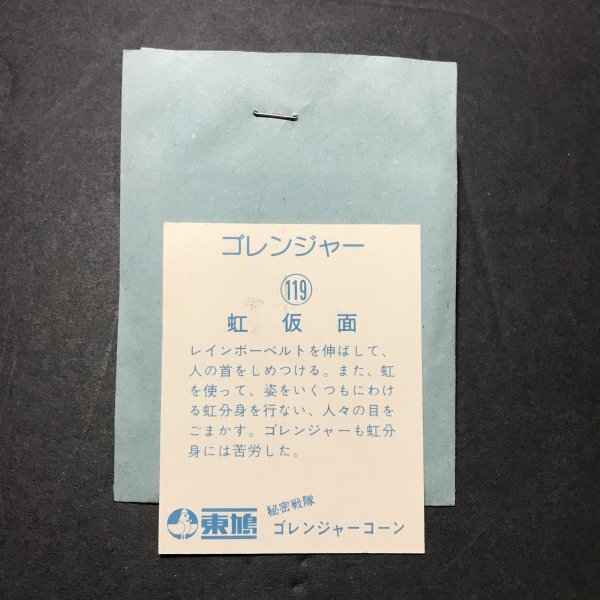 ゴレンジャー
119
虹仮面
レインボーベルトを伸ばして、
人の首をしめつける。また、虹
を使って、姿をいくつもにわけ
る虹分身を行ない、人々の目を
ごまかす。ゴレンジャーも虹分
身には苦労した。
東鳩
秘密戦隊
ゴレンジャーコーン